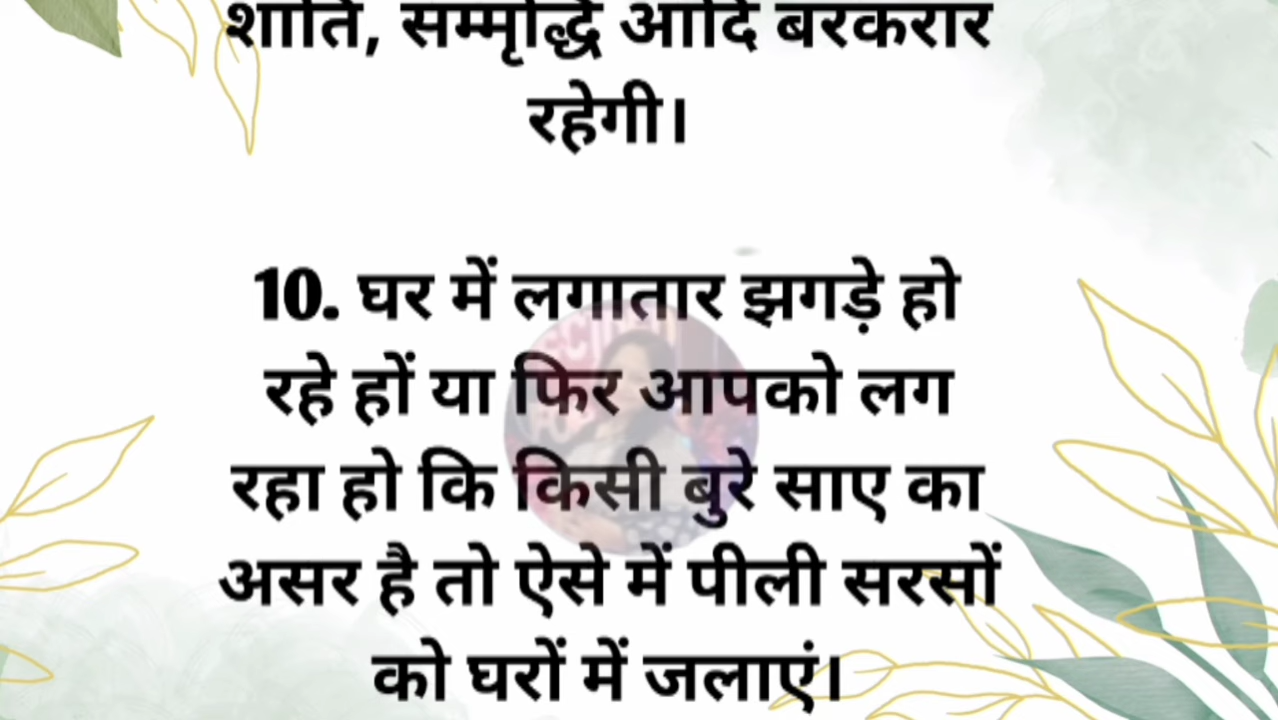 शांति, सम्मृद्धि आदि बरकरार
रहेगी।
10. घर में लगातार झगड़े हो
रहे हों या फिर आपको लग
रहा हो कि किसी बुरे साए का
असर है तो ऐसे में पीली सरसों
को घरों में जलाएं।